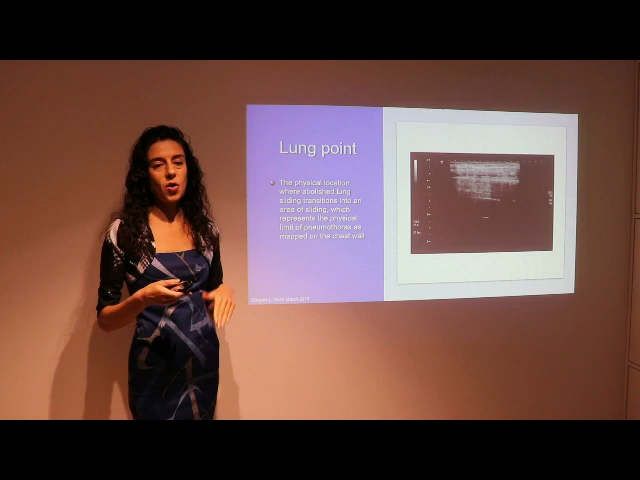 Lung point
The physical location
where abolished lung
sliding transitions into an
area of sliding, which
represents the physical
limit of pneumothorax as
mapped on the chest wall